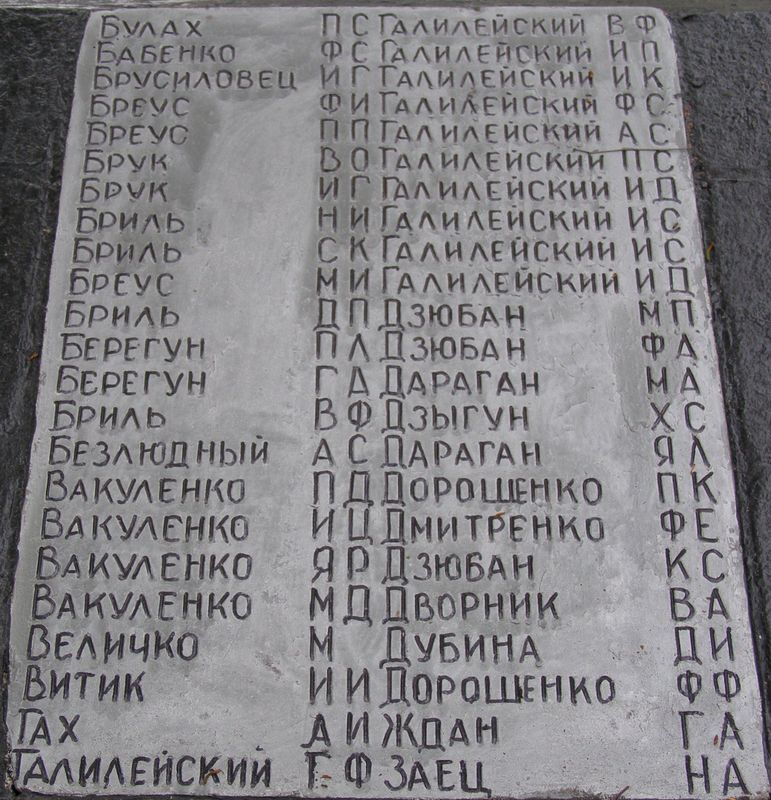 БУЛАХ П С ГАЛИЛЕЙСКИЙ В Ф
БАБЕНКО Ф С ГАЛИЛЕЙСКИЙ И П
БРУСИЛОВЕЦ И Г ГАЛИЛЕЙСКИЙ И К
БРЕУС Ф И ГАЛИЛЕЙСКИЙ Ф С
БРЕУС П П ГАЛИЛЕЙСКИЙ А С
БРУК В О ГАЛИЛЕЙСКИЙ П С
БРУК И Г ГАЛИЛЕЙСКИЙ И Д
БРИЛЬ Н И ГАЛИЛЕЙСКИЙ И С
БРИЛЬ С К ГАЛИЛЕЙСКИЙ И С
БРЕУС М И ГАЛИЛЕЙСКИЙ И Д
БРИЛЬ Д П ДЗЮБАН М П
БЕРЕГУН П Л ДЗЮБАН Ф А
БЕРЕГУН Г А ДАРАГАН М А
БРИЛЬ В Ф ДЗЫГУН Х С
БЕЗЛЮДНЫЙ А С ДАРАГАН Я Л
ВАКУЛЕНКО П Д ДОРОШЕНКО П К
ВАКУЛЕНКО И Ц ДМИТРЕНКО Ф Е
ВАКУЛЕНКО Я Р ДЗЮБАН К С
ВАКУЛЕНКО М Д ДВОРНИК В А
ВЕЛИЧКО М ДУБИНА Д И
ВИТИК И И ДОРОШЕНКО Ф Ф
ГАХ А И ЖДАН Г А
ГАЛИЛЕЙСКИЙ Г Ф ЗАЕЦ Н А